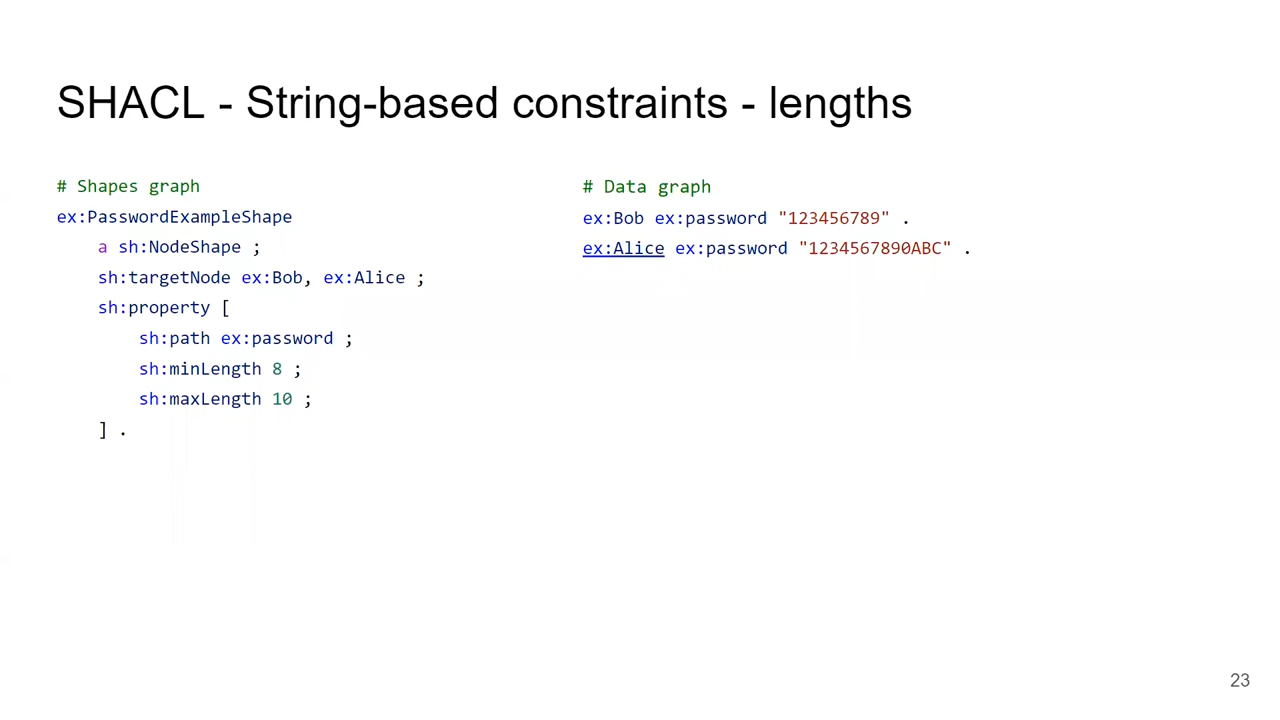 SHACL - String-based constraints - lengths
# Shapes graph
ex:PasswordExampleShape
a sh:NodeShape ;
sh:targetNode ex:Bob, ex:Alice ;
sh:property [
sh:path ex:password ;
sh:minLength 8 ;
sh:maxLength 10 ;
] .
# Data graph
ex:Bob ex:password "123456789" .
ex:Alice ex:password "1234567890ABC" .
23